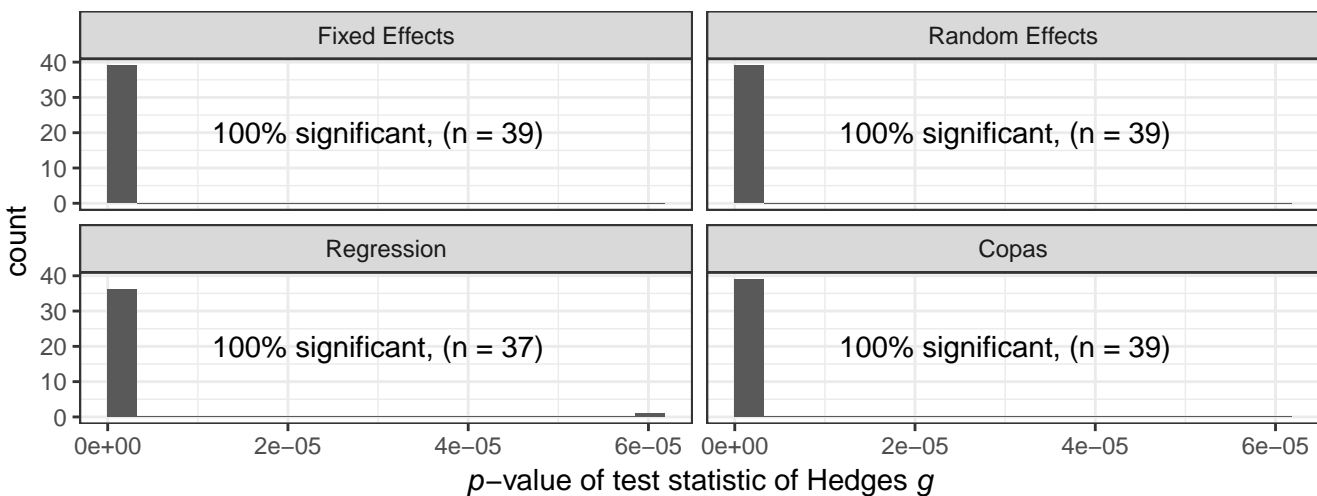 Fixed Effects
Random Effects
40
30
20
10
0
100% significant, (n = 39)
100% significant, (n = 39)
count
Regression
Copas
40
30
20
10
0
100% significant, (n = 37)
100% significant, (n = 39)
0e+00 2e−05 4e−05 6e−05
0e+00 2e−05 4e−05 6e−05
p−value of test statistic of Hedges g